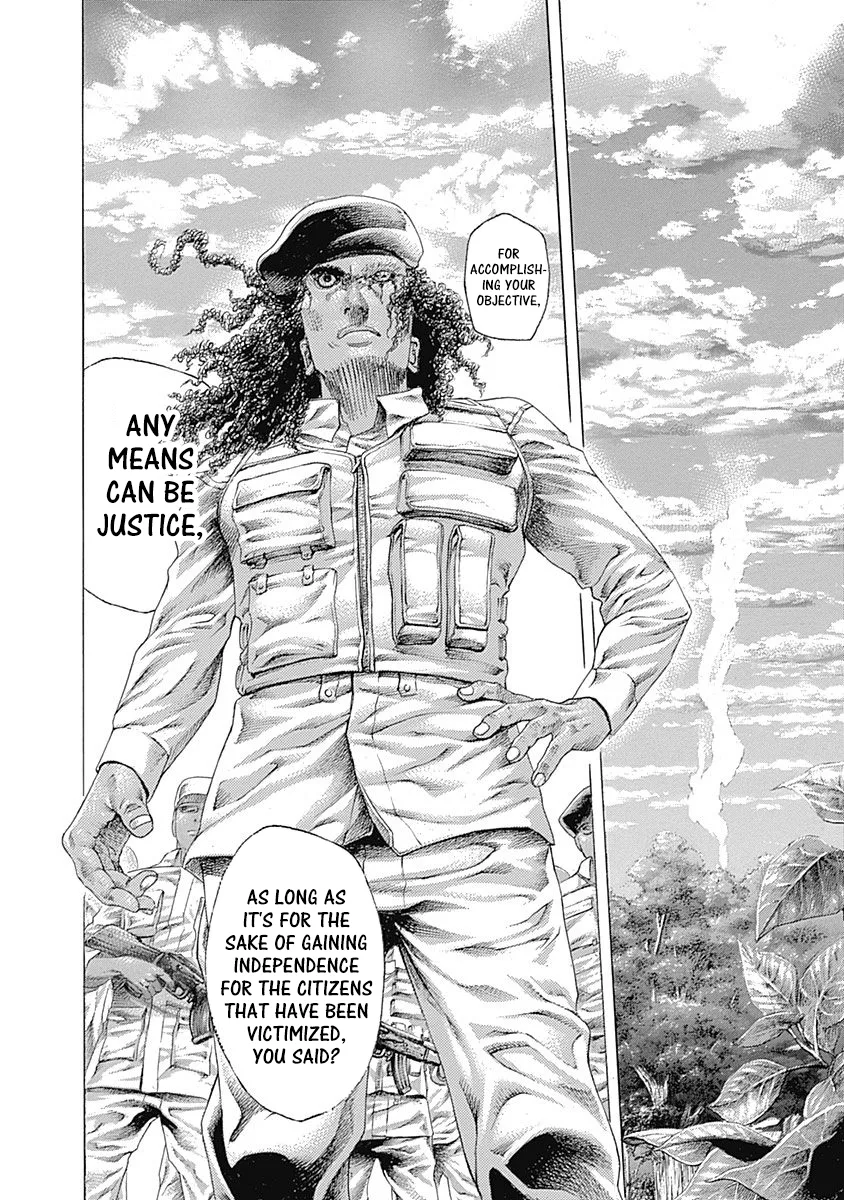 FOR
ACCOMPLISH-
ING YOUR
OBJECTIVE,
ANY
MEANS
CAN BE
JUSTICE,
AS LONG AS
IT'S FOR THE
SAKE OF GAINING
INDEPENDENCE
FOR THE CITIZENS
THAT HAVE BEEN
VICTIMIZED,
YOU SAID?